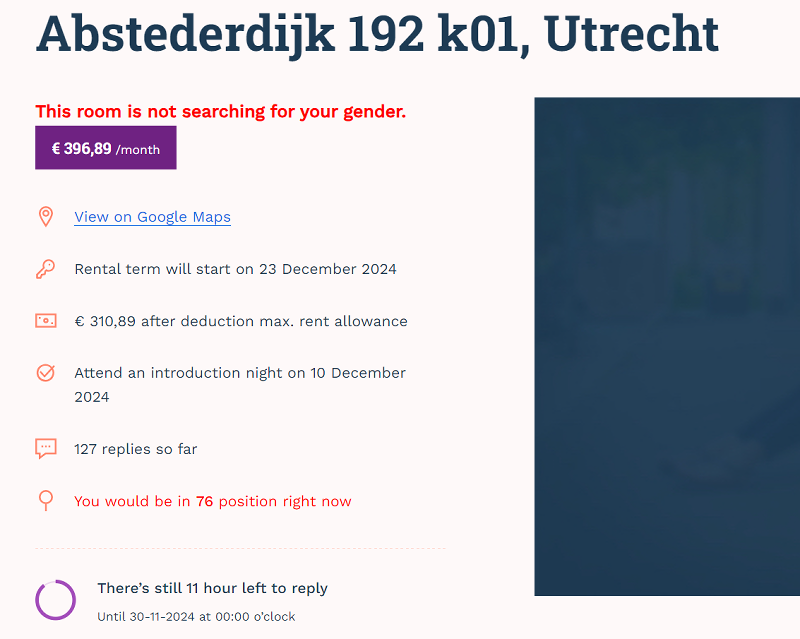 Abstederdijk 192 k01, Utrecht
This room is not searching for your gender.
€ 396,89 /month
View on Google Maps
Rental term will start on 23 December 2024
€ 310,89 after deduction max. rent allowance
Attend an introduction night on 10 December
2024
127 replies so far
You would be in 76 position right now
There's still 11 hour left to reply
Until 30-11-2024 at 00:00 o'clock